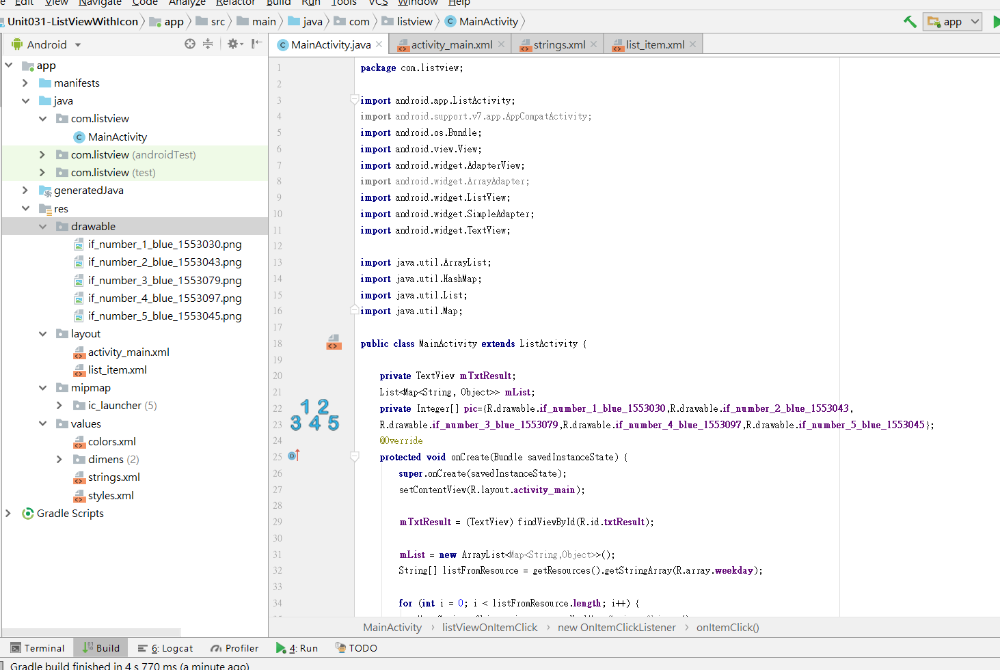 e Edit View Navigate Code Analyze Refactor Build Run Tools VCS Window Help
Unit031-ListViewWithIcon app src main java com listview MainActivity app
Android
MainActivity.java activity_main.xml strings.xml list_item.xml
app
manifests
java
com.listview
MainActivity
com.listview (androidTest)
com.listview (test)
generatedJava
res
drawable
if_number_1_blue_1553030.png
if_number_2_blue_1553043.png
if_number_3_blue_1553079.png
if_number_4_blue_1553097.png
if_number_5_blue_1553045.png
layout
activity_main.xml
list_item.xml
mipmap
ic_launcher (5)
values
colors.xml
dimens (2)
strings.xml
styles.xml
Gradle Scripts
1 package com.listview;
2
3 import android.app.ListActivity;
4 import android.support.v7.app.AppCompatActivity;
5 import android.os.Bundle;
6 import android.view.View;
7 import android.widget.AdapterView;
8 import android.widget.ArrayAdapter;
9 import android.widget.ListView;
10 import android.widget.SimpleAdapter;
11 import android.widget.TextView;
12
13 import java.util.ArrayList;
14 import java.util.HashMap;
15 import java.util.List;
16 import java.util.Map;
17
18 public class MainActivity extends ListActivity {
19
20 private TextView mTxtResult;
21 List<Map<String, Object>> mList;
22 1 2 private Integer[] pic={R.drawable.if_number_1_blue_1553030,R.drawable.if_number_2_blue_1553043,
23 3 4 5 R.drawable.if_number_3_blue_1553079,R.drawable.if_number_4_blue_1553097,R.drawable.if_number_5_blue_1553045};
24 @Override
25 protected void onCreate(Bundle savedInstanceState) {
26 super.onCreate(savedInstanceState);
27 setContentView(R.layout.activity_main);
28
29 mTxtResult = (TextView) findViewById(R.id.txtResult);
30
31 mList = new ArrayList<Map<String,Object>>();
32 String[] listFromResource = getResources().getStringArray(R.array.weekday);
33
34 for (int i = 0; i < listFromResource.length; i++) {
MainActivity › listViewOnItemClick › new OnItemClickListener › onItemClick()
Terminal Build 6: Logcat Profiler 4: Run TODO
Gradle build finished in 4 s 770 ms (a minute ago)